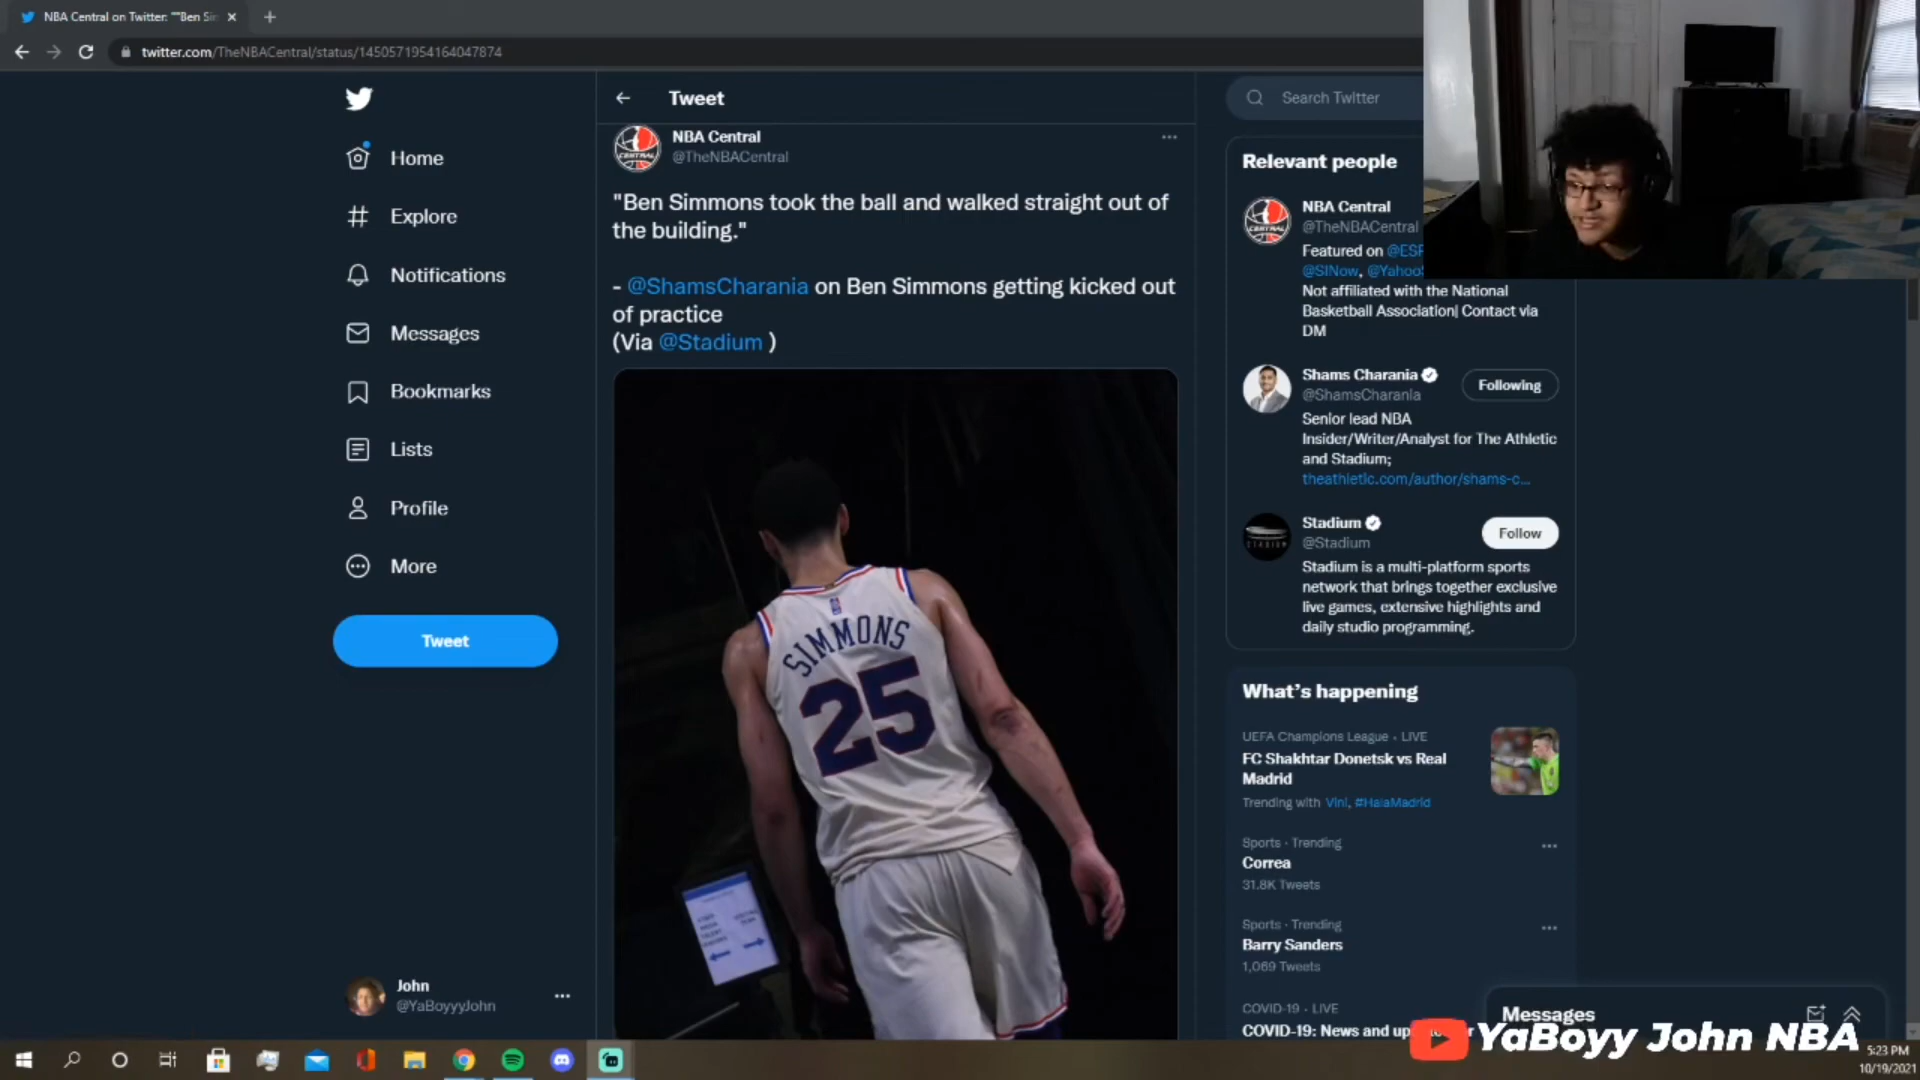 NBA Central on Twitter: ""Ben Si
twitter.com/TheNBACentral/status/1450571954164047874
Home
Explore
Notifications
Messages
Bookmarks
Lists
Profile
More
Tweet
John
@YaBoyyyJohn
Tweet
NBA Central
@TheNBACentral
"Ben Simmons took the ball and walked straight out of
the building."
- @ShamsCharania on Ben Simmons getting kicked out
of practice
(Via @Stadium )
SIMMONS
25
Search Twitter
Relevant people
NBA Central
@TheNBACentral
Featured on @ESP
@SINow, @Yahoo
Not affiliated with the National
Basketball Association| Contact via
DM
Shams Charania
@ShamsCharania
Following
Senior lead NBA
Insider/Writer/Analyst for The Athletic
and Stadium;
theathletic.com/author/shams-c...
Stadium
@Stadium
Follow
Stadium is a multi-platform sports
network that brings together exclusive
live games, extensive highlights and
daily studio programming.
What's happening
UEFA Champions League · LIVE
FC Shakhtar Donetsk vs Real
Madrid
Trending with Vini, #HalaMadrid
Sports · Trending
Correa
31.8K Tweets
Sports · Trending
Barry Sanders
1,069 Tweets
COVID-19 · LIVE
COVID-19: News and up
Messages
YaBoyy John NBA
5:23 PM
10/19/2021